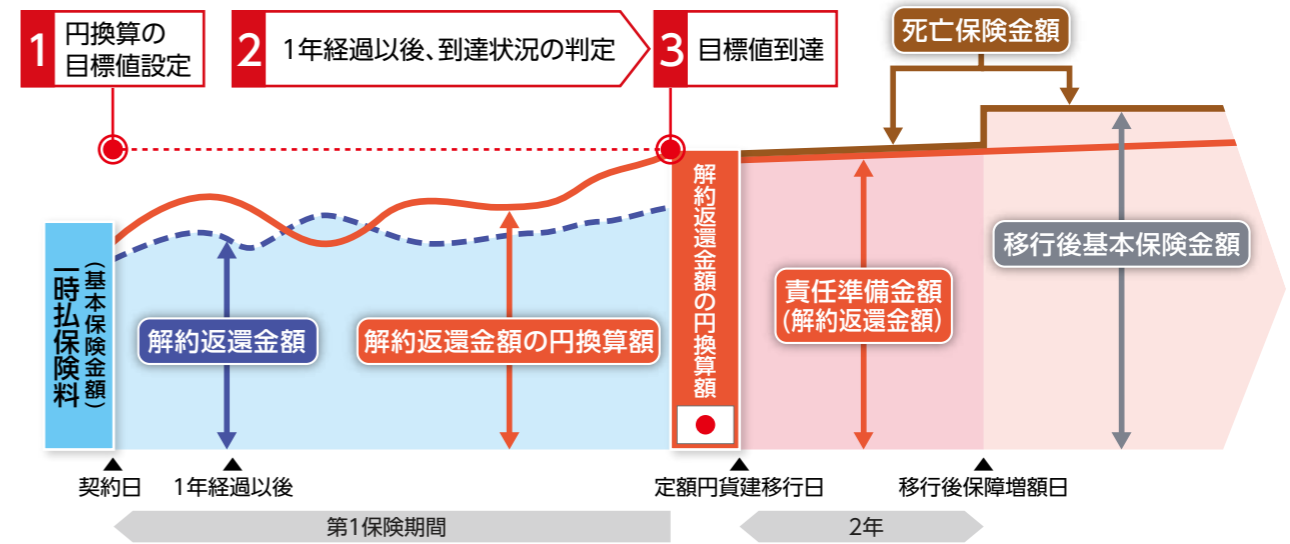 1
円換算の
目標値設定
2
1年経過以後、到達状況の判定
3
目標値到達
死亡保険金額
一時払保険料
（基本保険金額）
解約返還金額
解約返還金額の円換算額
解約返還金額の円換算額
責任準備金額
(解約返還金額)
移行後基本保険金額
契約日
1年経過以後
定額円貨建移行日
移行後保障増額日
第1保険期間
2年